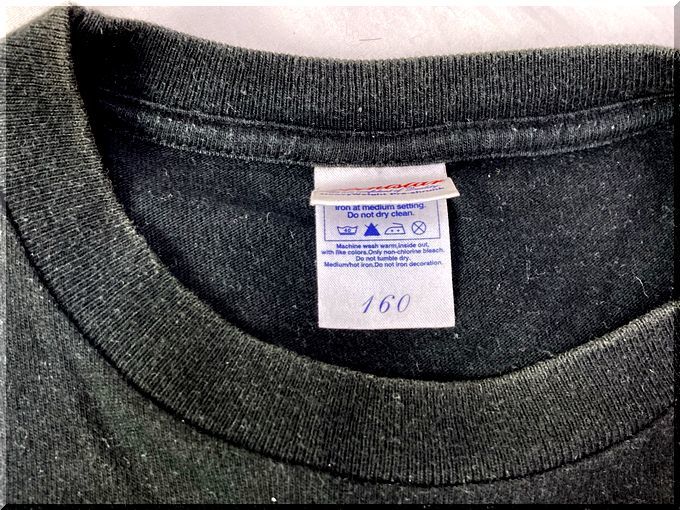 Iron at medium setting.
Do not dry clean.
40
Machine wash warm,inside out,
with like colors.Only non-chlorine bleach.
Do not tumble dry.
Medium/hot iron.Do not iron decoration.
160